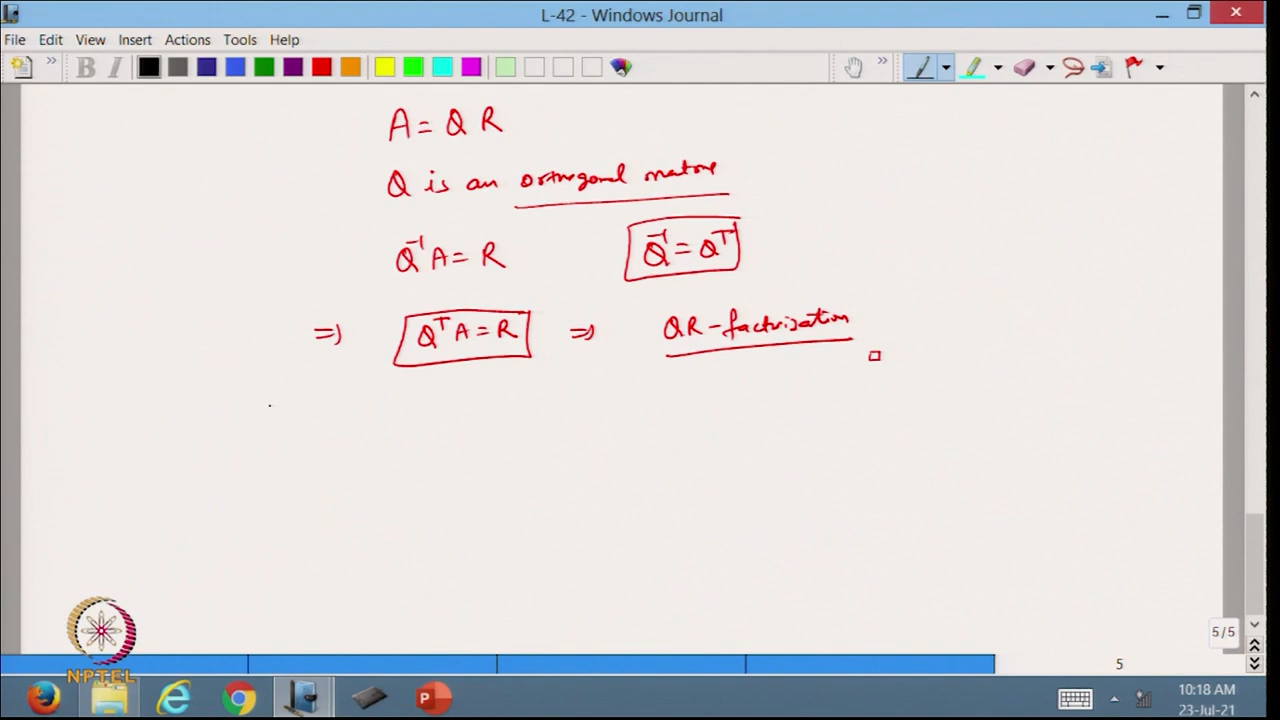 L-42 - Windows Journal
File Edit View Insert Actions Tools Help
B I
A = Q R
Q is an orthogonal matrix
Q⁻¹A = R Q⁻¹ = Qᵀ
⇒ QᵀA = R ⇒ QR-factorization
5/5
NPTEL
5
10:18 AM
23-Jul-21